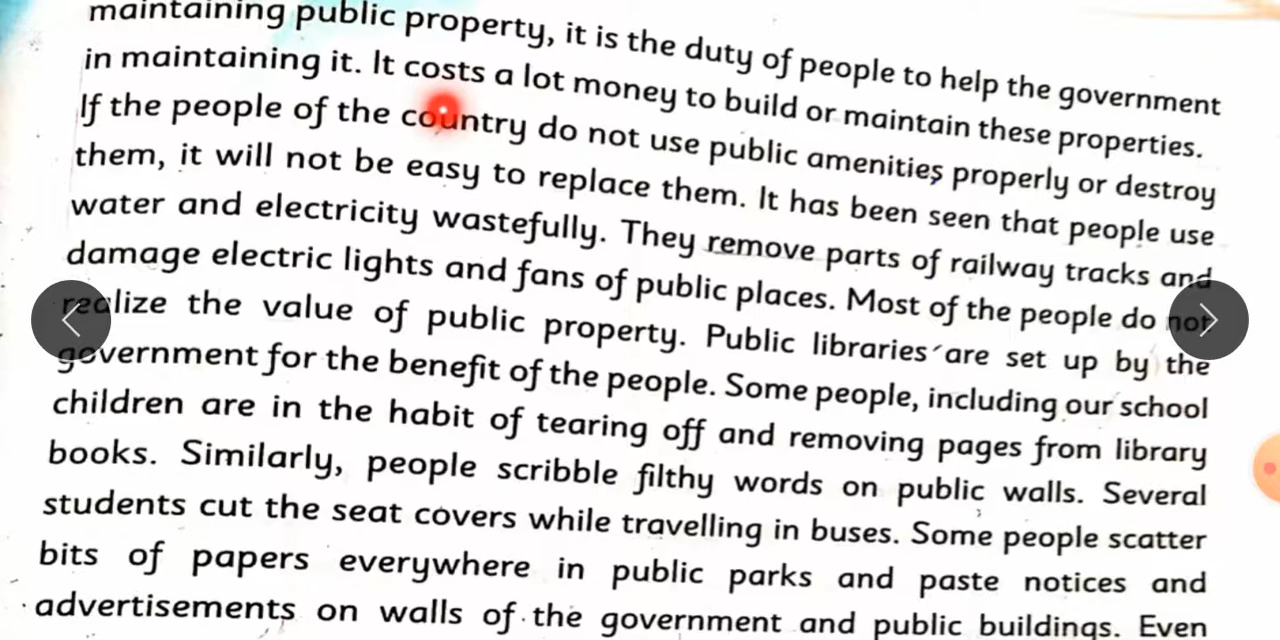 maintaining public property, it is the duty of people to help the government
in maintaining it. It costs a lot money to build or maintain these properties.
If the people of the country do not use public amenities properly or destroy
them, it will not be easy to replace them. It has been seen that people use
water and electricity wastefully. They remove parts of railway tracks and
damage electric lights and fans of public places. Most of the people do not
realize the value of public property. Public libraries are set up by the
government for the benefit of the people. Some people, including our school
children are in the habit of tearing off and removing pages from library
books. Similarly, people scribble filthy words on public walls. Several
students cut the seat covers while travelling in buses. Some people scatter
bits of papers everywhere in public parks and paste notices and
advertisements on walls of the government and public buildings. Even